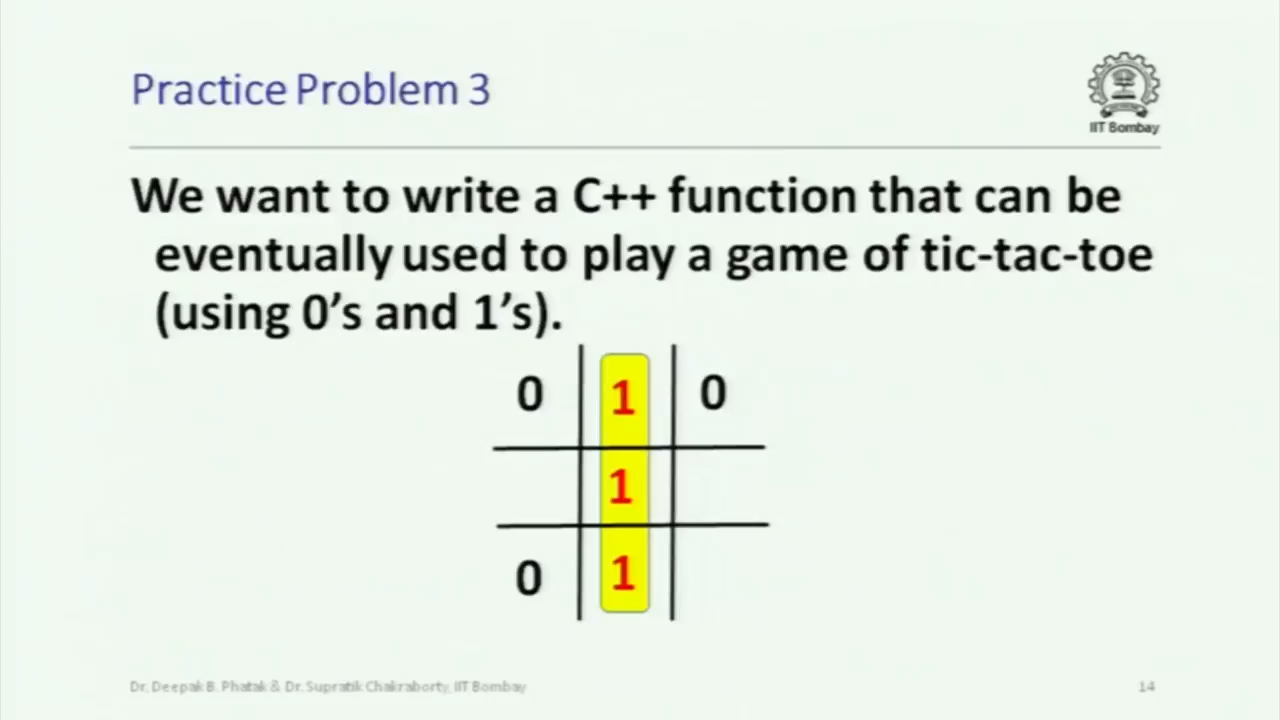 Practice Problem 3
IIT Bombay
We want to write a C++ function that can be
eventually used to play a game of tic-tac-toe
(using 0's and 1's).
0 1 0
1
0 1
Dr. Deepak B. Phatak & Dr. Supratik Chakraborty, IIT Bombay
14